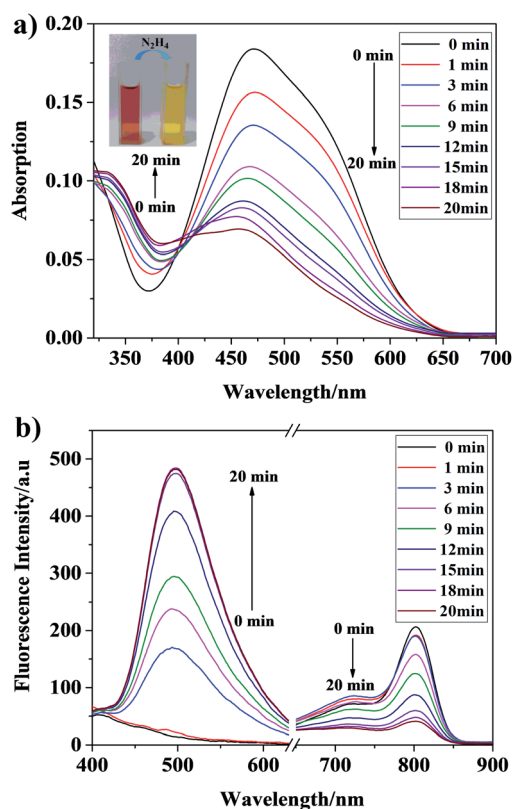 a)
0.20
0.15
0.10
0.05
0.00
Absorption
N₂H₄
20 min
0 min
0 min
20 min
0 min
1 min
3 min
6 min
9 min
12min
15min
18min
20min
350
400
450
500
550
600
650
700
Wavelength/nm
b)
500
400
300
200
100
0
Fluorescence Intensity/a.u
20 min
0 min
0 min
20 min
0 min
1 min
3 min
6 min
9 min
12min
15min
18min
20min
400
500
600
700
800
900
Wavelength/nm